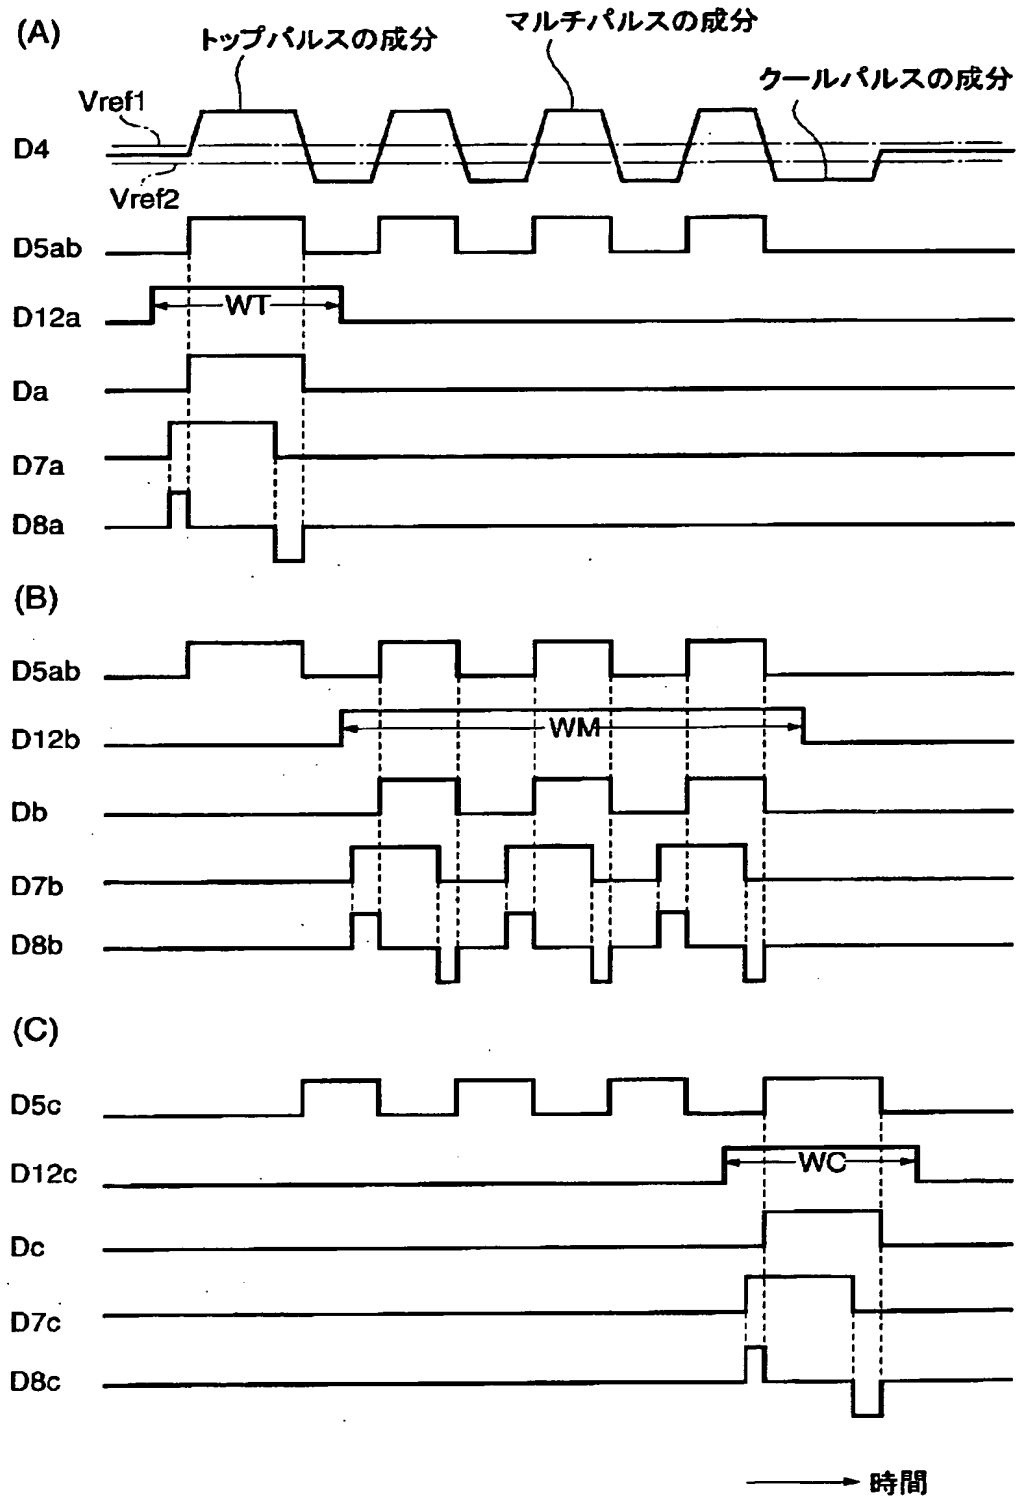 (A)
トップパルスの成分
マルチパルスの成分
クールパルスの成分
Vref1
D4
Vref2
D5ab
D12a
WT
Da
D7a
D8a
(B)
D5ab
D12b
WM
Db
D7b
D8b
(C)
D5c
D12c
WC
Dc
D7c
D8c
時間